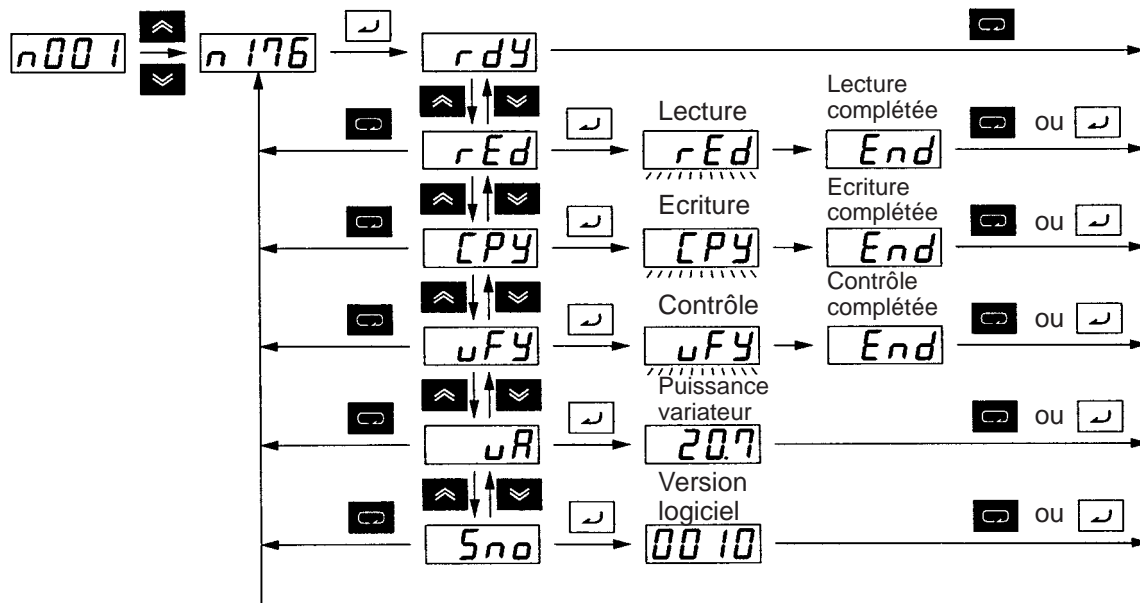 n001
n176
rdy
Lecture
rEd
rEd
Lecture
complétée
End
ou
Ecriture
CPY
CPY
Ecriture
complétée
End
ou
Contrôle
uFY
uFY
Contrôle
complétée
End
ou
Puissance
variateur
uA
20.7
ou
Version
logiciel
Sno
0010
ou